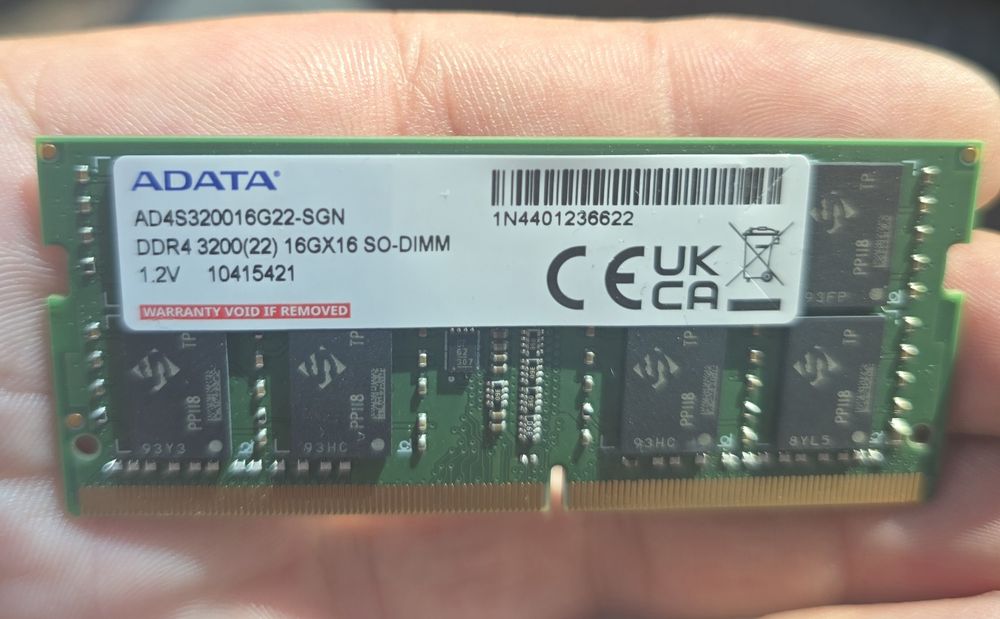 ADATA®
AD4S320016G22-SGN
DDR4 3200(22) 16GX16 SO-DIMM
1.2V 10415421
WARRANTY VOID IF REMOVED
1N4401236622
CE UK
CA
TP
PP118
93FP
TP
PP118
93Y3
TP
PP118
93HC
TP
PP118
93HC
TP
PP118
8YL5